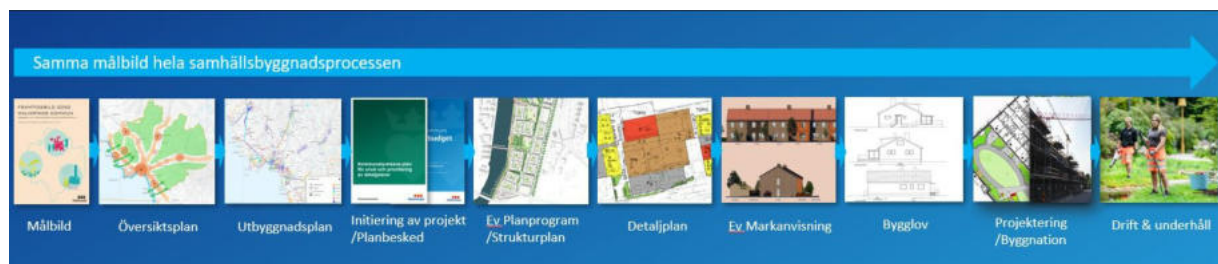 Samma målbild hela samhällsbyggnadsprocessen
Målbild
Översiktsplan
Utbyggnadsplan
Initiering av projekt
/Planbesked
Ev Planprogram
/Strukturplan
Detaljplan
Ev Markanvisning
Bygglov
Projektering
/Byggnation
Drift & underhåll